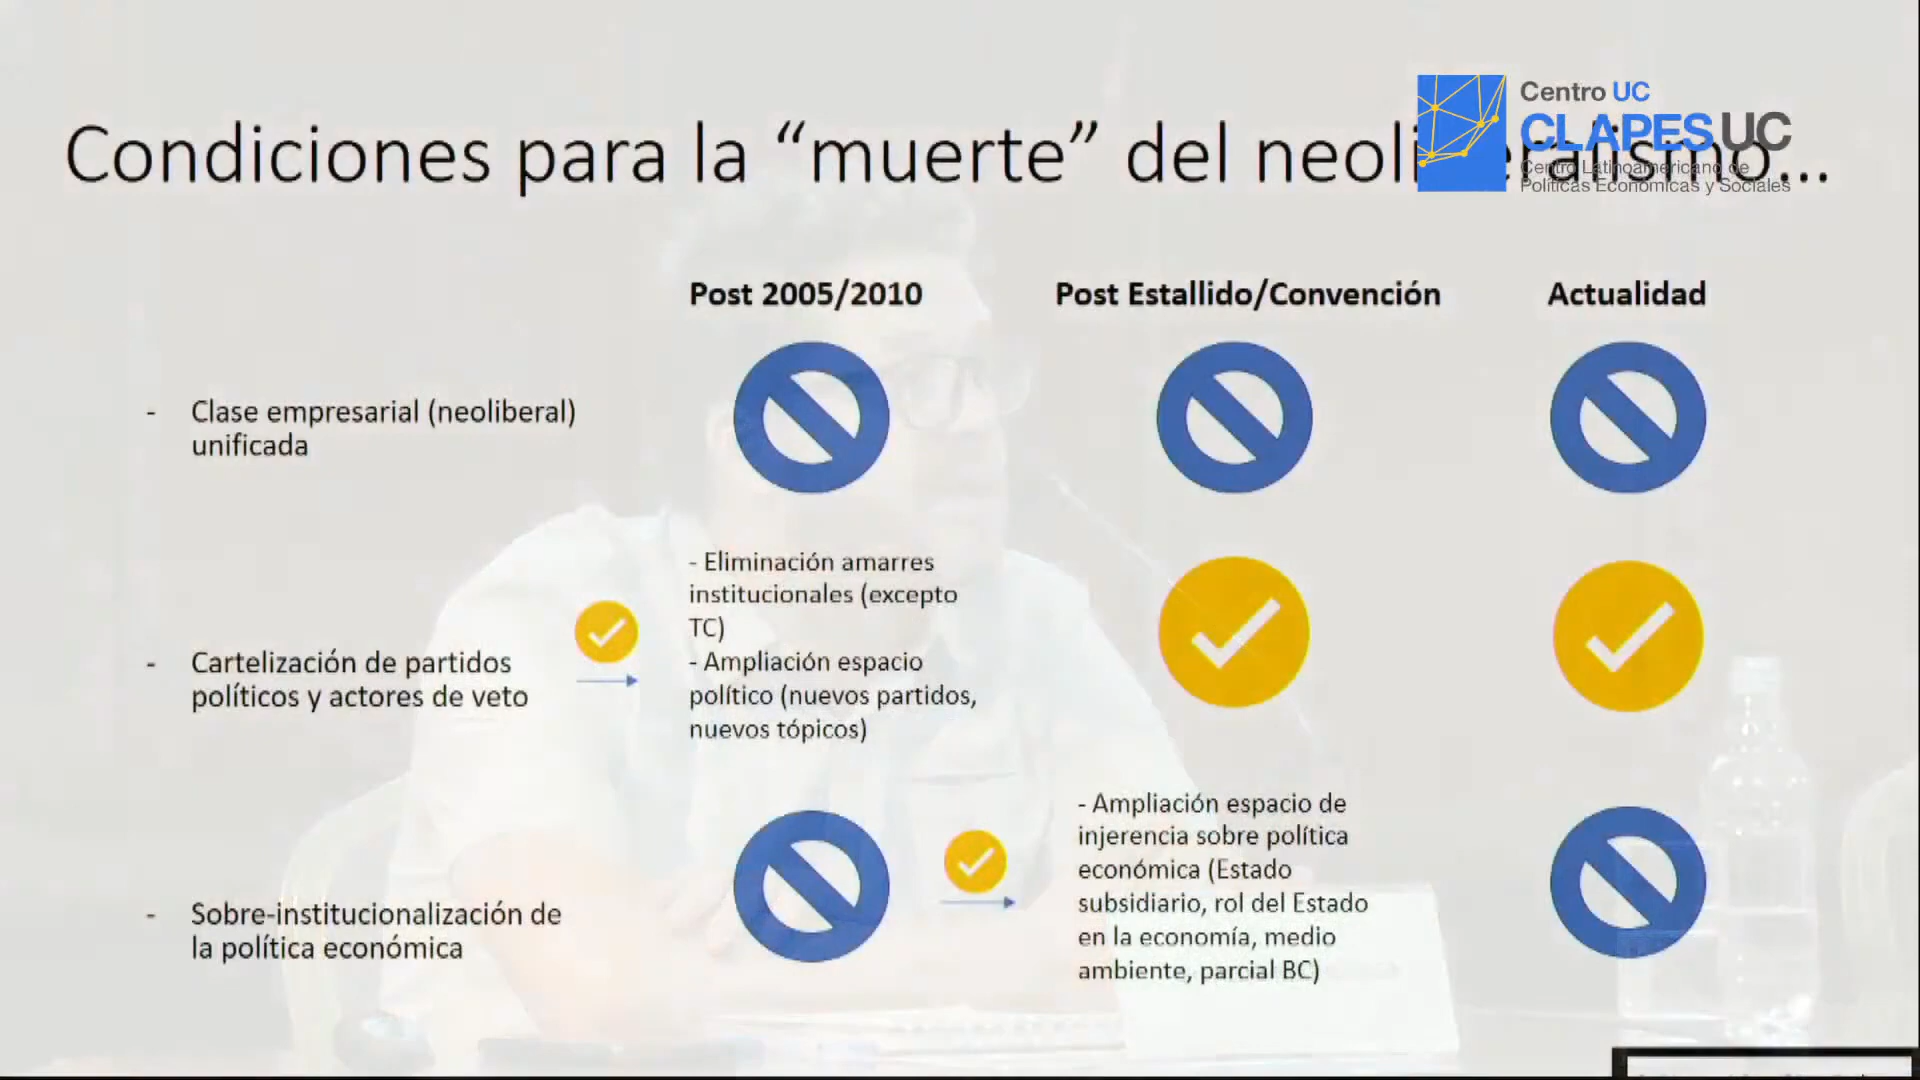 Centro UC
CLAPES UC
Centro Latinoamericano de
Políticas Económicas y Sociales
Condiciones para la “muerte” del neoliberalismo...
Post 2005/2010
Post Estallido/Convención
Actualidad
- Clase empresarial (neoliberal)
unificada
- Cartelización de partidos
políticos y actores de veto
- Eliminación amarres
institucionales (excepto
TC)
- Ampliación espacio
político (nuevos partidos,
nuevos tópicos)
- Sobre-institucionalización de
la política económica
- Ampliación espacio de
injerencia sobre política
económica (Estado
subsidiario, rol del Estado
en la economía, medio
ambiente, parcial BC)